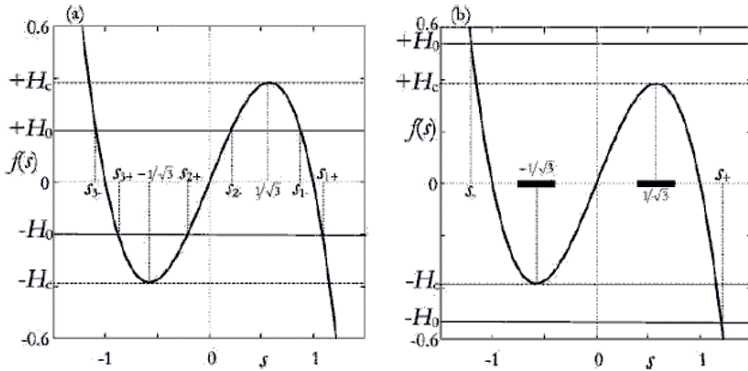 (a)
0.6
+Hc
+H0
f(s)
s3+ -1/√3 s2+ s1+
0
s3- s2- 1/√3 s1-
-H0
-Hc
-0.6
-1 0 s 1
(b)
0.6
+H0
+Hc
f(s)
-1/√3 s+
0
s- 1/√3
-Hc
-H0
-0.6
-1 0 s 1